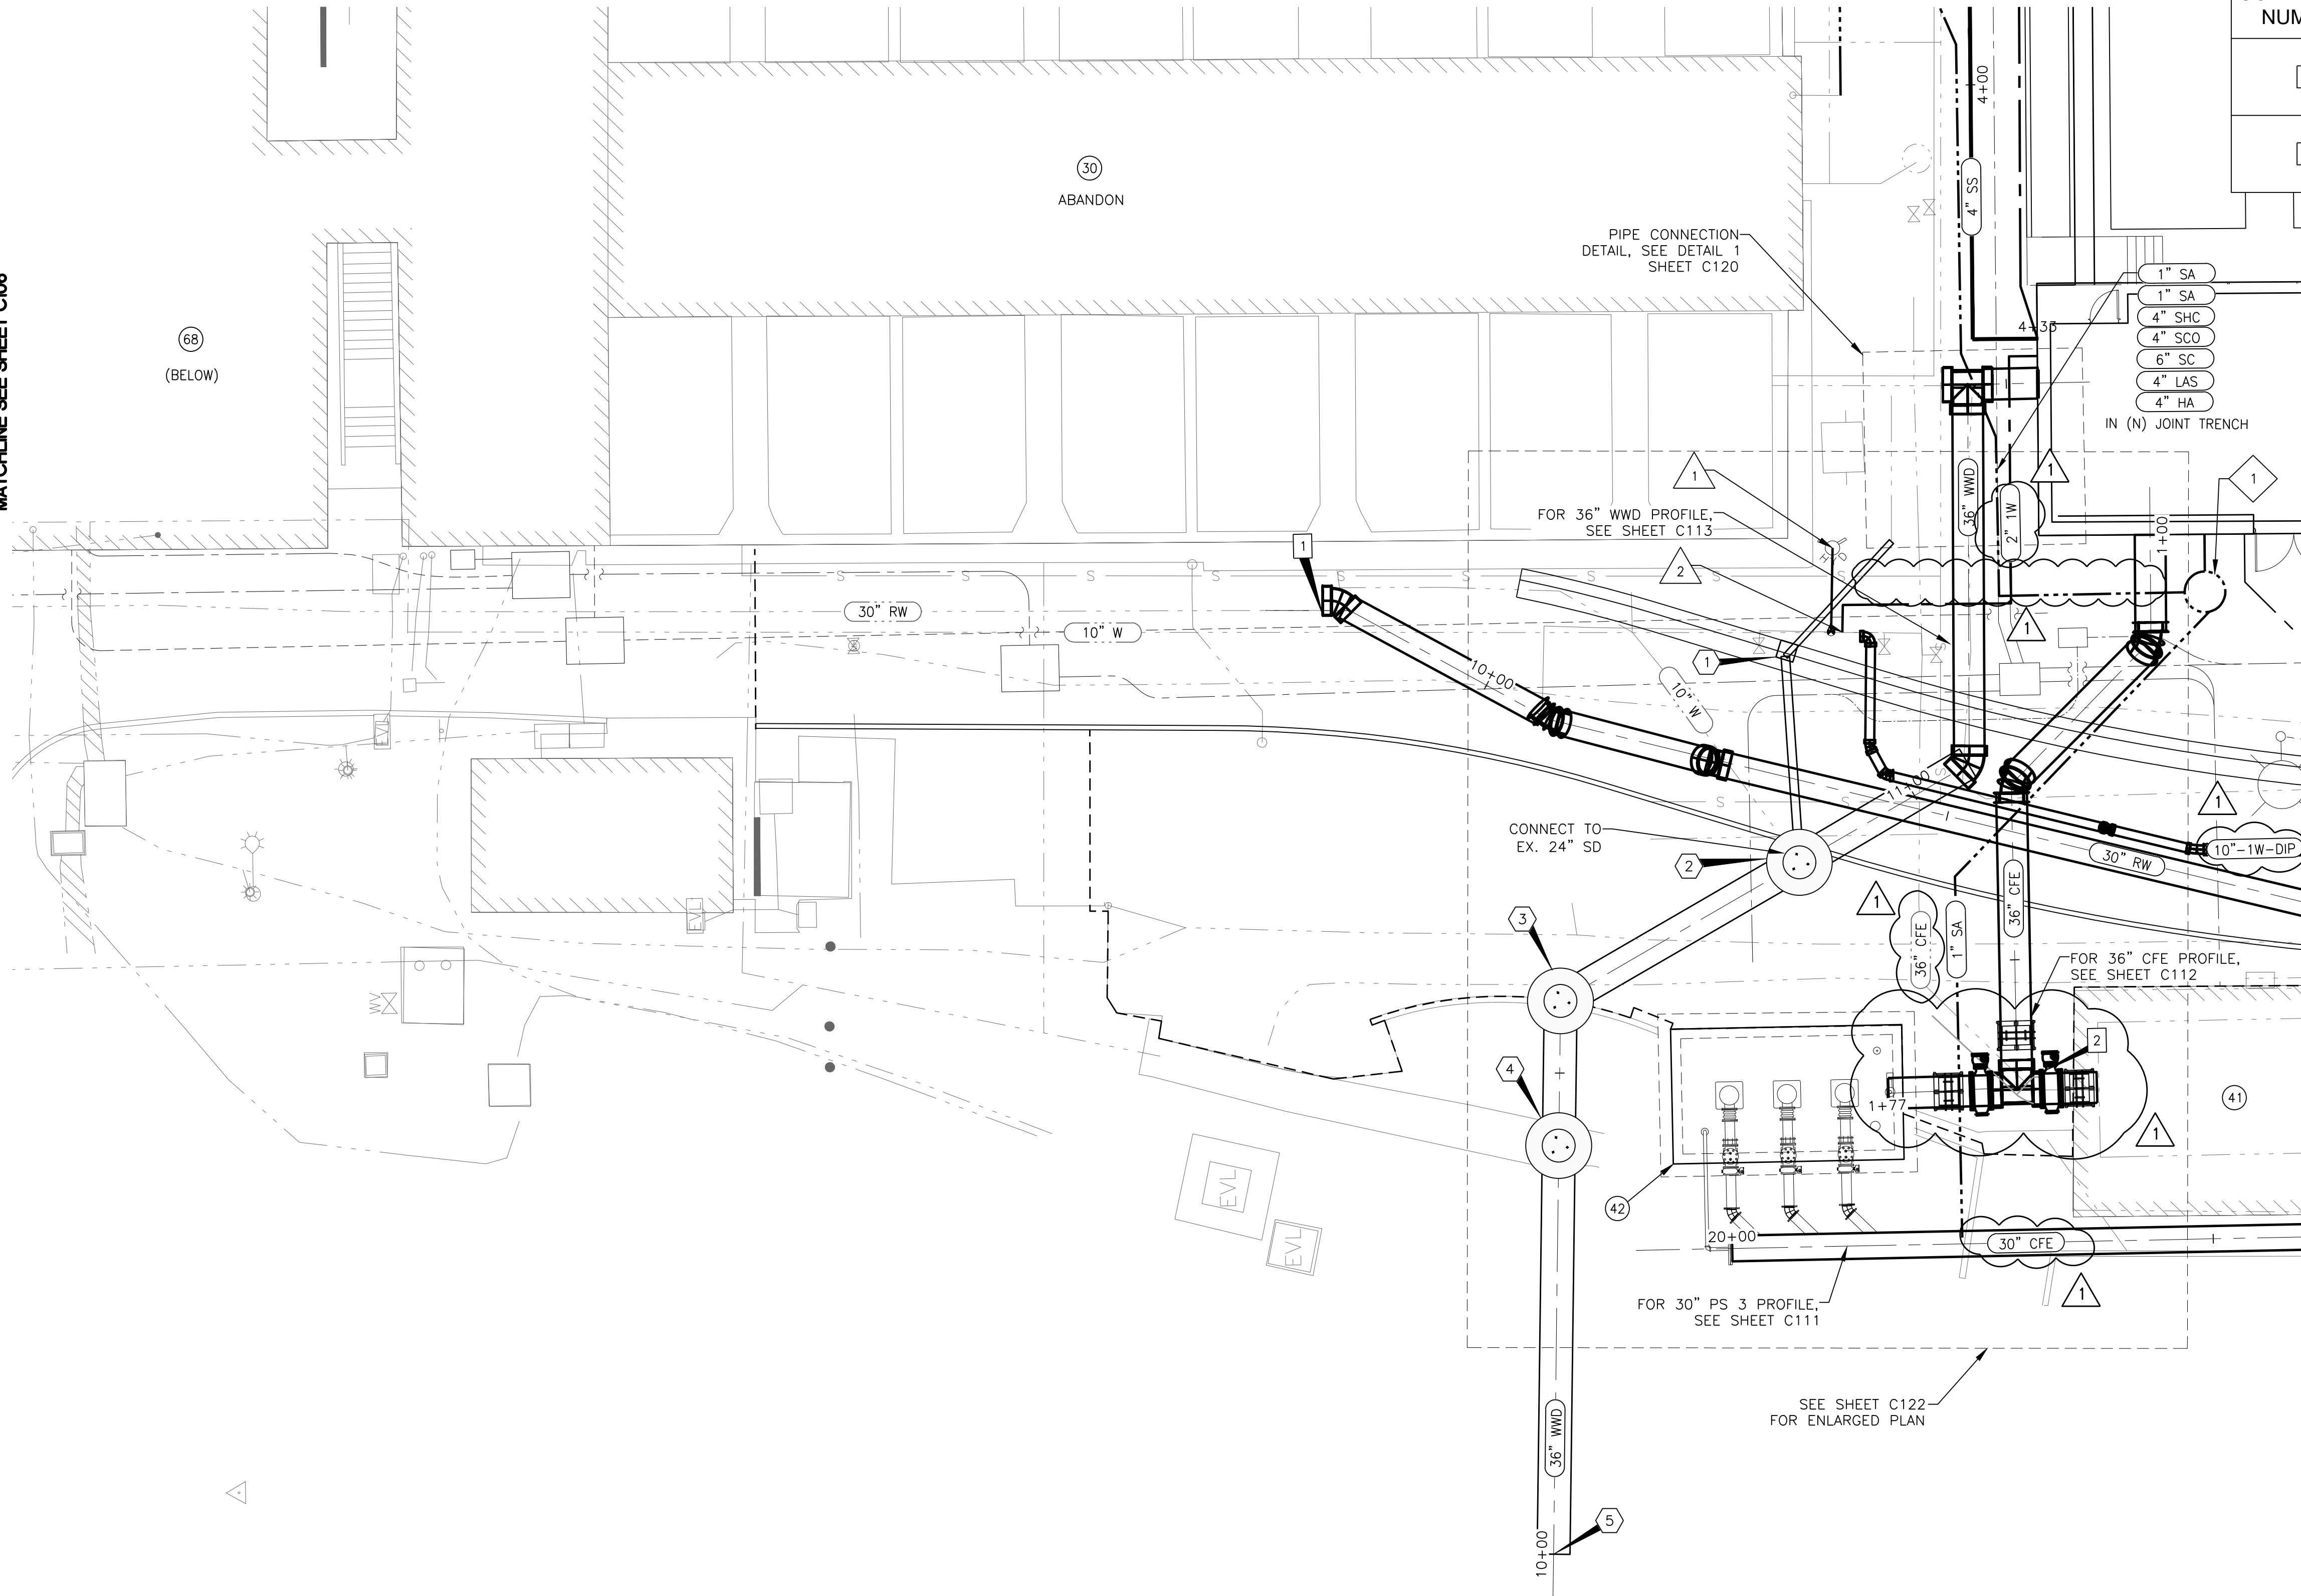 NUM
4+00
30
ABANDON
4" SS
PIPE CONNECTION
DETAIL, SEE DETAIL 1
SHEET C120
1" SA
1" SA
4" SHC
4" SCO
6" SC
4" LAS
4" HA
IN (N) JOINT TRENCH
4+33
MATCHLINE SEE SHEET C106
68
(BELOW)
1
36" WWD
2" 1W
1
1
1+00
FOR 36" WWD PROFILE,
SEE SHEET C113
HYD
1
2
S S S S S S S S S
30" RW
10" W
1
1
10+00
10" W
S
11+00
S S S
1
CONNECT TO
EX. 24" SD
2
10"-1W-DIP
30" RW
36" CFE
1
36" CFE
1" SA
3
FOR 36" CFE PROFILE,
SEE SHEET C112
EVL
EVL
WV
2
4
1+77
41
1
EVL
EVL
42
20+00
30" CFE
1
FOR 30" PS 3 PROFILE,
SEE SHEET C111
SEE SHEET C122
FOR ENLARGED PLAN
36" WWD
5
10+00